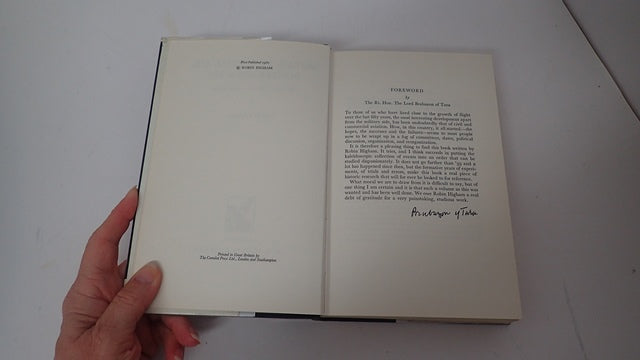 First Published 1960
© ROBIN HIGHAM
Printed in Great Britain by
The Camelot Press Ltd., London and Southampton
FOREWORD
by
The Rt. Hon. The Lord Brabazon of Tara
To those of us who have lived close to the growth of flight
over the last fifty years, the most interesting development apart
from the military side, has been undoubtedly that of civil and
commercial aviation. How, in this country, it all started—the
hopes, the successes and the failures—seems to most people
now to be wrapt up in a fog of committees, dates, political
discussion, organization, and reorganization.
It is therefore a pleasing thing to find this book written by
Robin Higham. It tries, and I think succeeds in putting the
kaleidoscopic collection of events into an order that can be
studied dispassionately. It does not go further than '39 and a
lot has happened since then, but the formative years of experi-
ments, of trials and errors, make this book a real piece of
historic research that will for ever be looked to for reference.
What moral we are to draw from it is difficult to say, but of
one thing I am certain and it is that such a volume as this was
wanted and has been well done. We owe Robin Higham a real
debt of gratitude for a very painstaking, studious work.
Brabazon of Tara